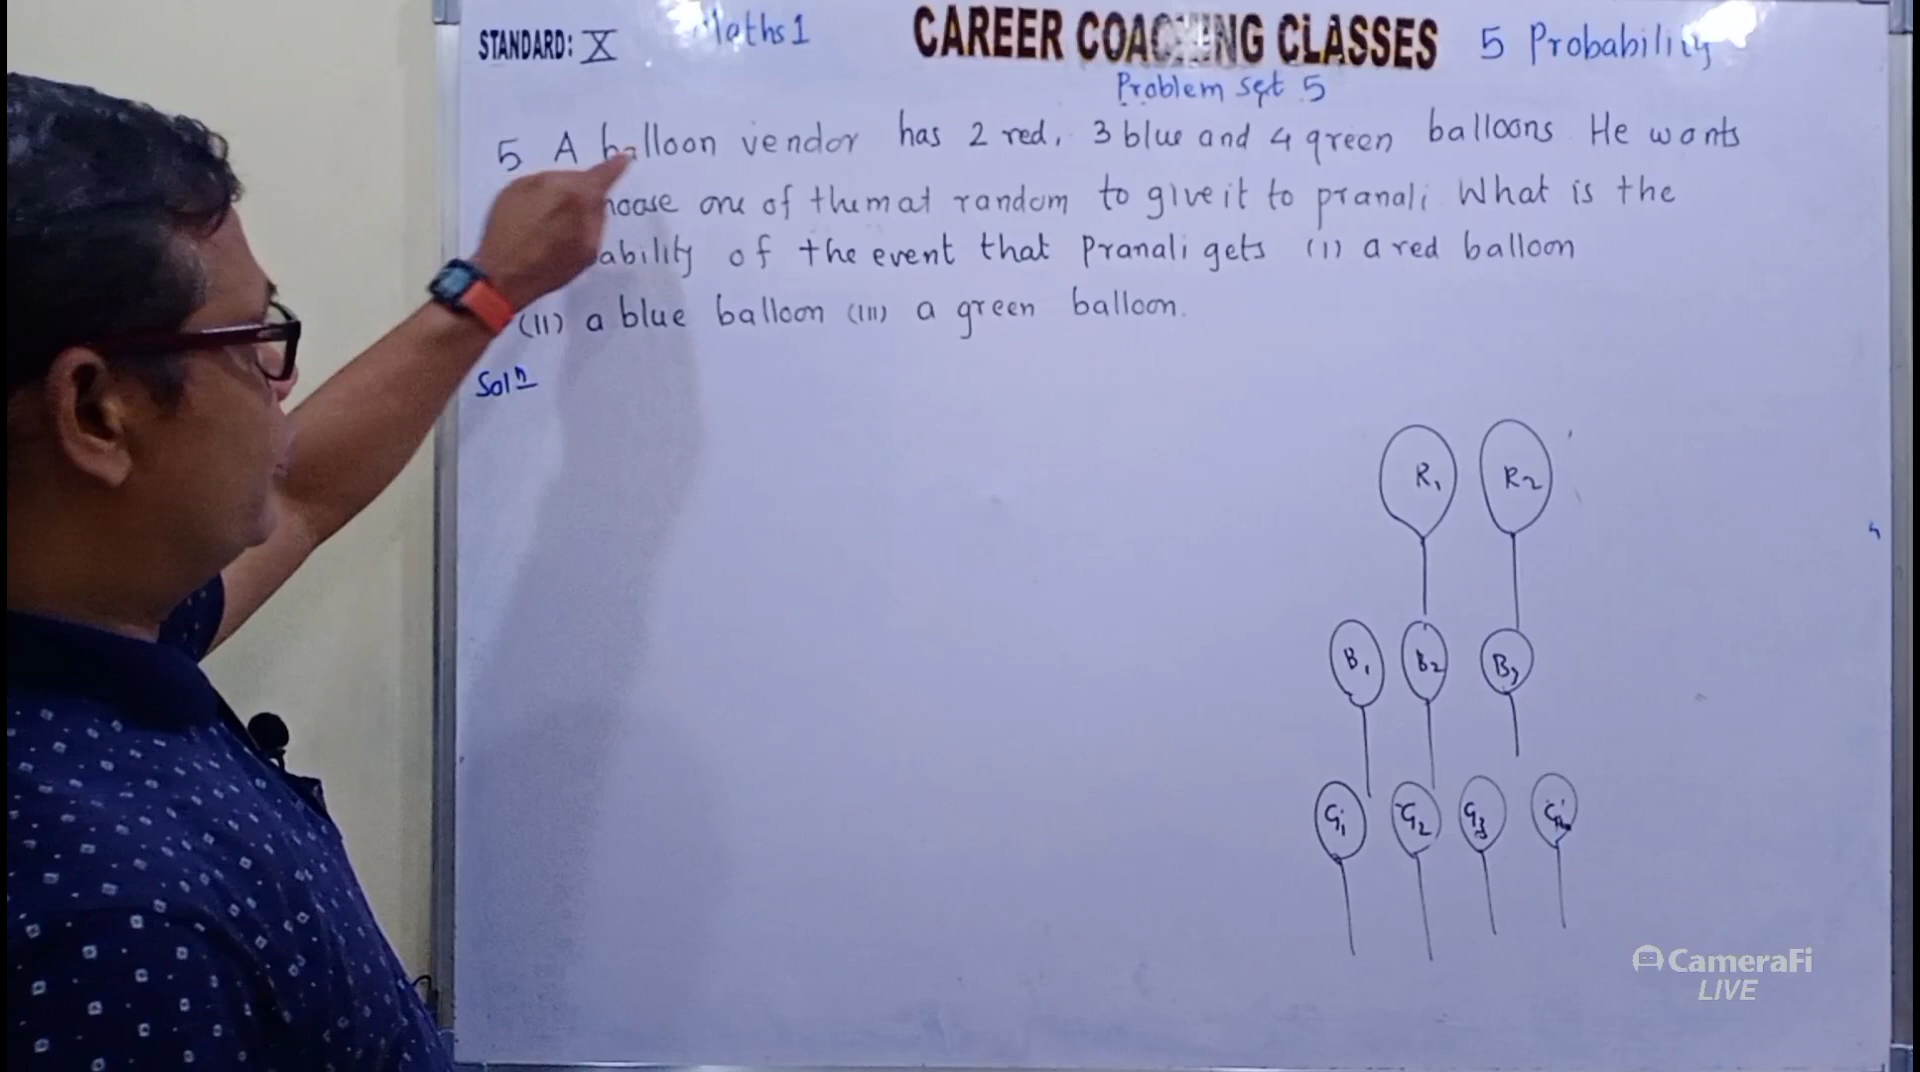 STANDARD: X Maths 1 CAREER COACHING CLASSES 5 Probability
Problem set 5
5 A balloon vendor has 2 red, 3 blue and 4 green balloons He wants
one of them at random to give it to pranali What is the
of the event that Pranali gets (I) a red balloon
(II) a blue balloon (III) a green balloon.
Solⁿ
R1 R2
B1 B2 B3
G1 G2 G3 G4
CameraFi
LIVE